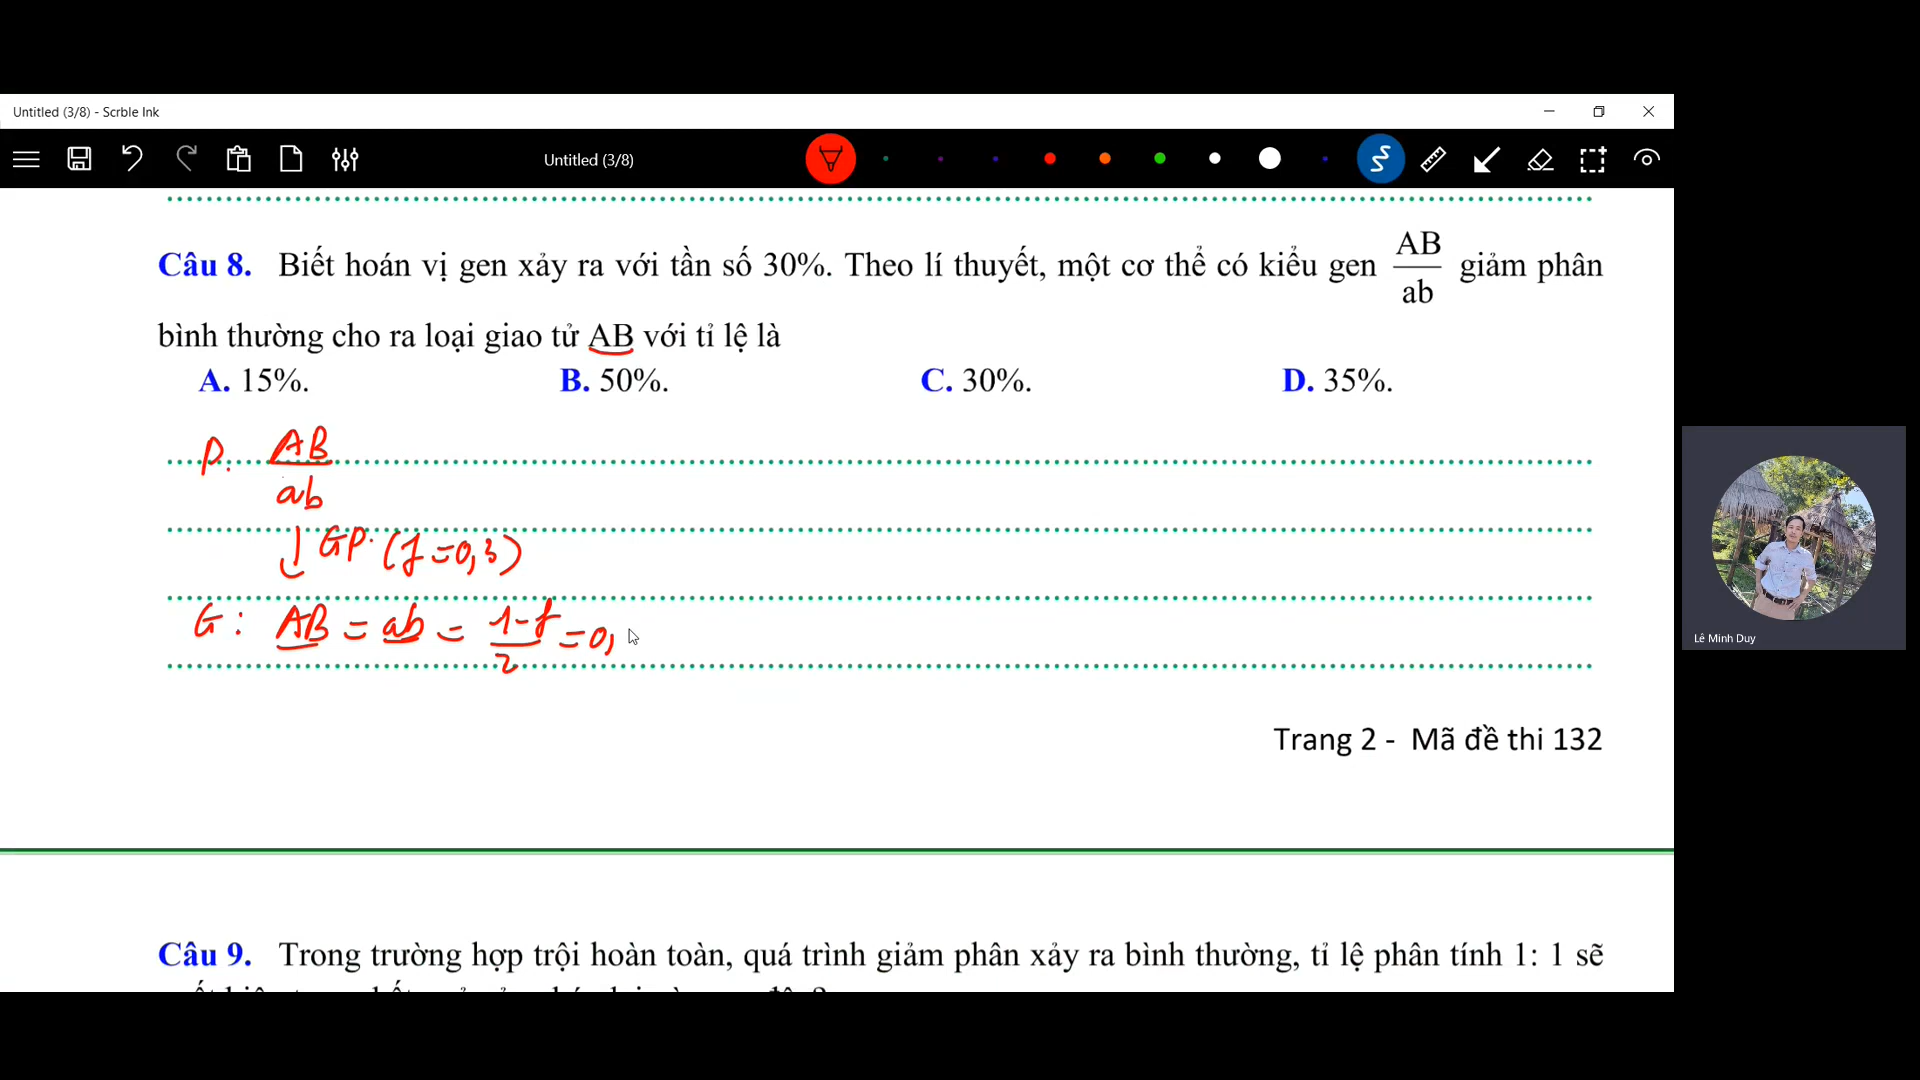 Untitled (3/8) - Scrble Ink
Untitled (3/8)
Câu 8. Biết hoán vị gen xảy ra với tần số 30%. Theo lí thuyết, một cơ thể có kiểu gen AB/ab giảm phân
bình thường cho ra loại giao tử AB với tỉ lệ là
A. 15%. B. 50%. C. 30%. D. 35%.
P. AB/ab
↓ GP. (f = 0,3)
G: AB = ab = 1-f/2 = 0,
Trang 2 - Mã đề thi 132
Câu 9. Trong trường hợp trội hoàn toàn, quá trình giảm phân xảy ra bình thường, tỉ lệ phân tính 1: 1 sẽ
Lê Minh Duy